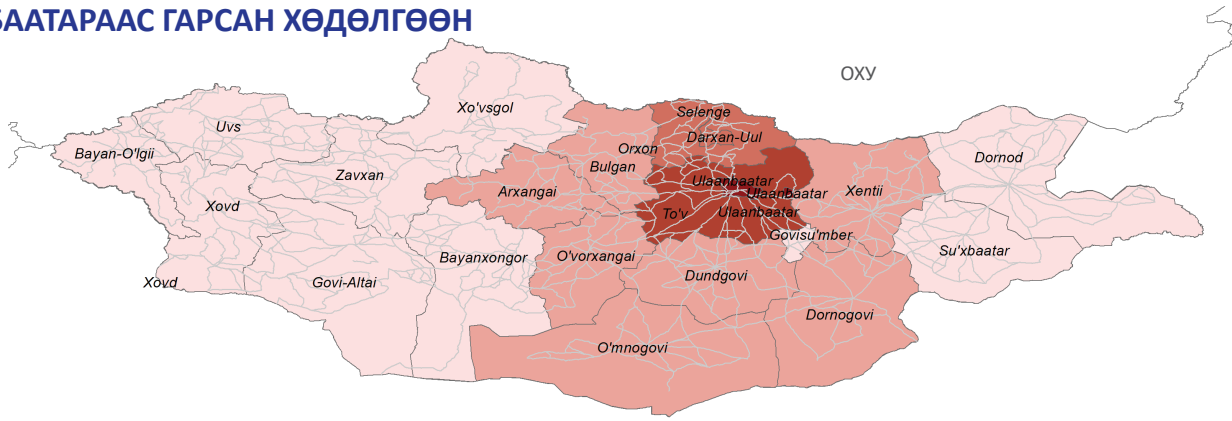 БААТАРААС ГАРСАН ХӨДӨЛГӨӨН
ОХУ
Xo'vsgol
Selenge
Uvs
Darxan-Uul
Orxon
Bayan-O'lgii
Dornod
Bulgan
Zavxan
Ulaanbaatar
Arxangai
Xentii
Ulaanbaatar
Xovd
To'v
Ulaanbaatar
Govisu'mber
Su'xbaatar
O'vorxangai
Bayanxongor
Dundgovi
Xovd
Govi-Altai
Dornogovi
O'mnogovi